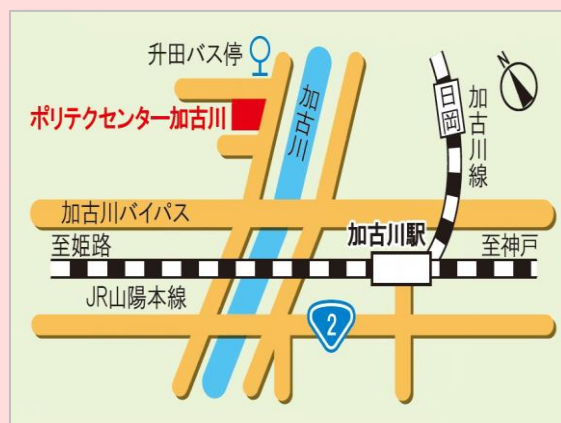 升田バス停
N
ポリテクセンター加古川
加古川
日岡
加古川線
加古川バイパス
至姫路
加古川駅
至神戸
JR山陽本線
2